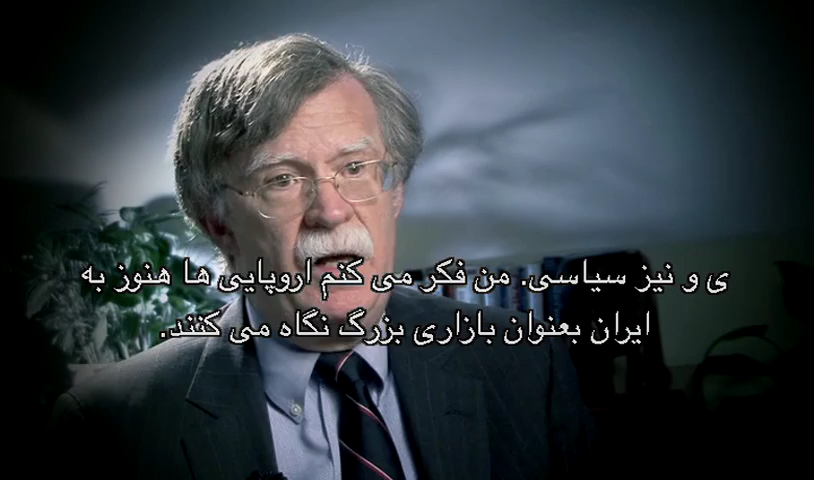 ی و نیز سیاسی. من فکر می کنم اروپایی ها هنوز به
ایران بعنوان بازاری بزرگ نگاه می کنند.